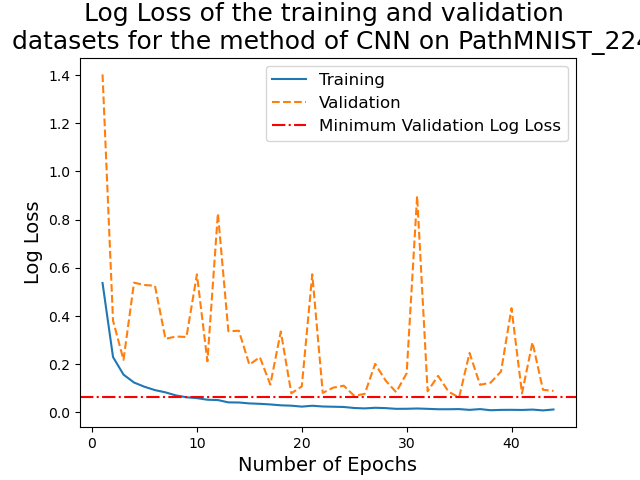 Log Loss of the training and validation
datasets for the method of CNN on PathMNIST_224
Training
Validation
Minimum Validation Log Loss
Log Loss
1.4
1.2
1.0
0.8
0.6
0.4
0.2
0.0
0
10
20
30
40
Number of Epochs